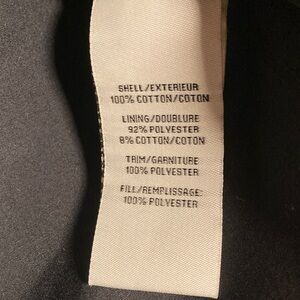 SHELL/EXTERIEUR
100% COTTON/COTON
LINING/DOUBLURE
92% POLYESTER
8% COTTON/COTON
TRIM/GARNITURE
100% POLYESTER
FILL/REMPLISSAGE:
100% POLYESTER